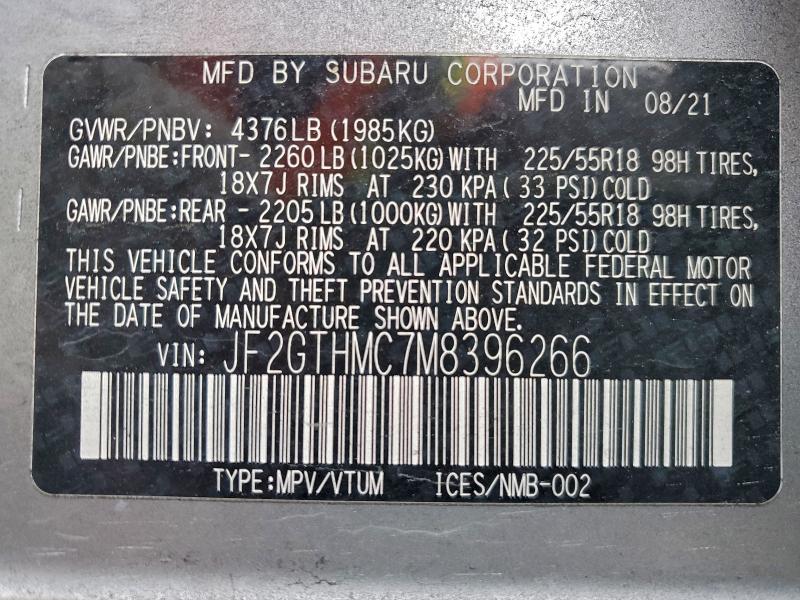 MFD BY SUBARU CORPORATION
MFD IN 08/21
GVWR/PNBV: 4376LB(1985KG)
GAWR/PNBE:FRONT-2260LB(1025KG)WITH 225/55R18 98H TIRES,
18X7J RIMS AT 230 KPA(33 PSI)COLD
GAWR/PNBE:REAR -2205LB(1000KG)WITH 225/55R18 98H TIRES,
18X7J RIMS AT 220 KPA(32 PSI)COLD
THIS VEHICLE CONFORMS TO ALL APPLICABLE FEDERAL MOTOR
VEHICLE SAFETY AND THEFT PREVENTION STANDARDS IN EFFECT ON
THE DATE OF MANUFACTURE SHOWN ABOVE.
VIN: JF2GTHMC7M8396266
TYPE:MPV/VTUM ICES/NMB-002